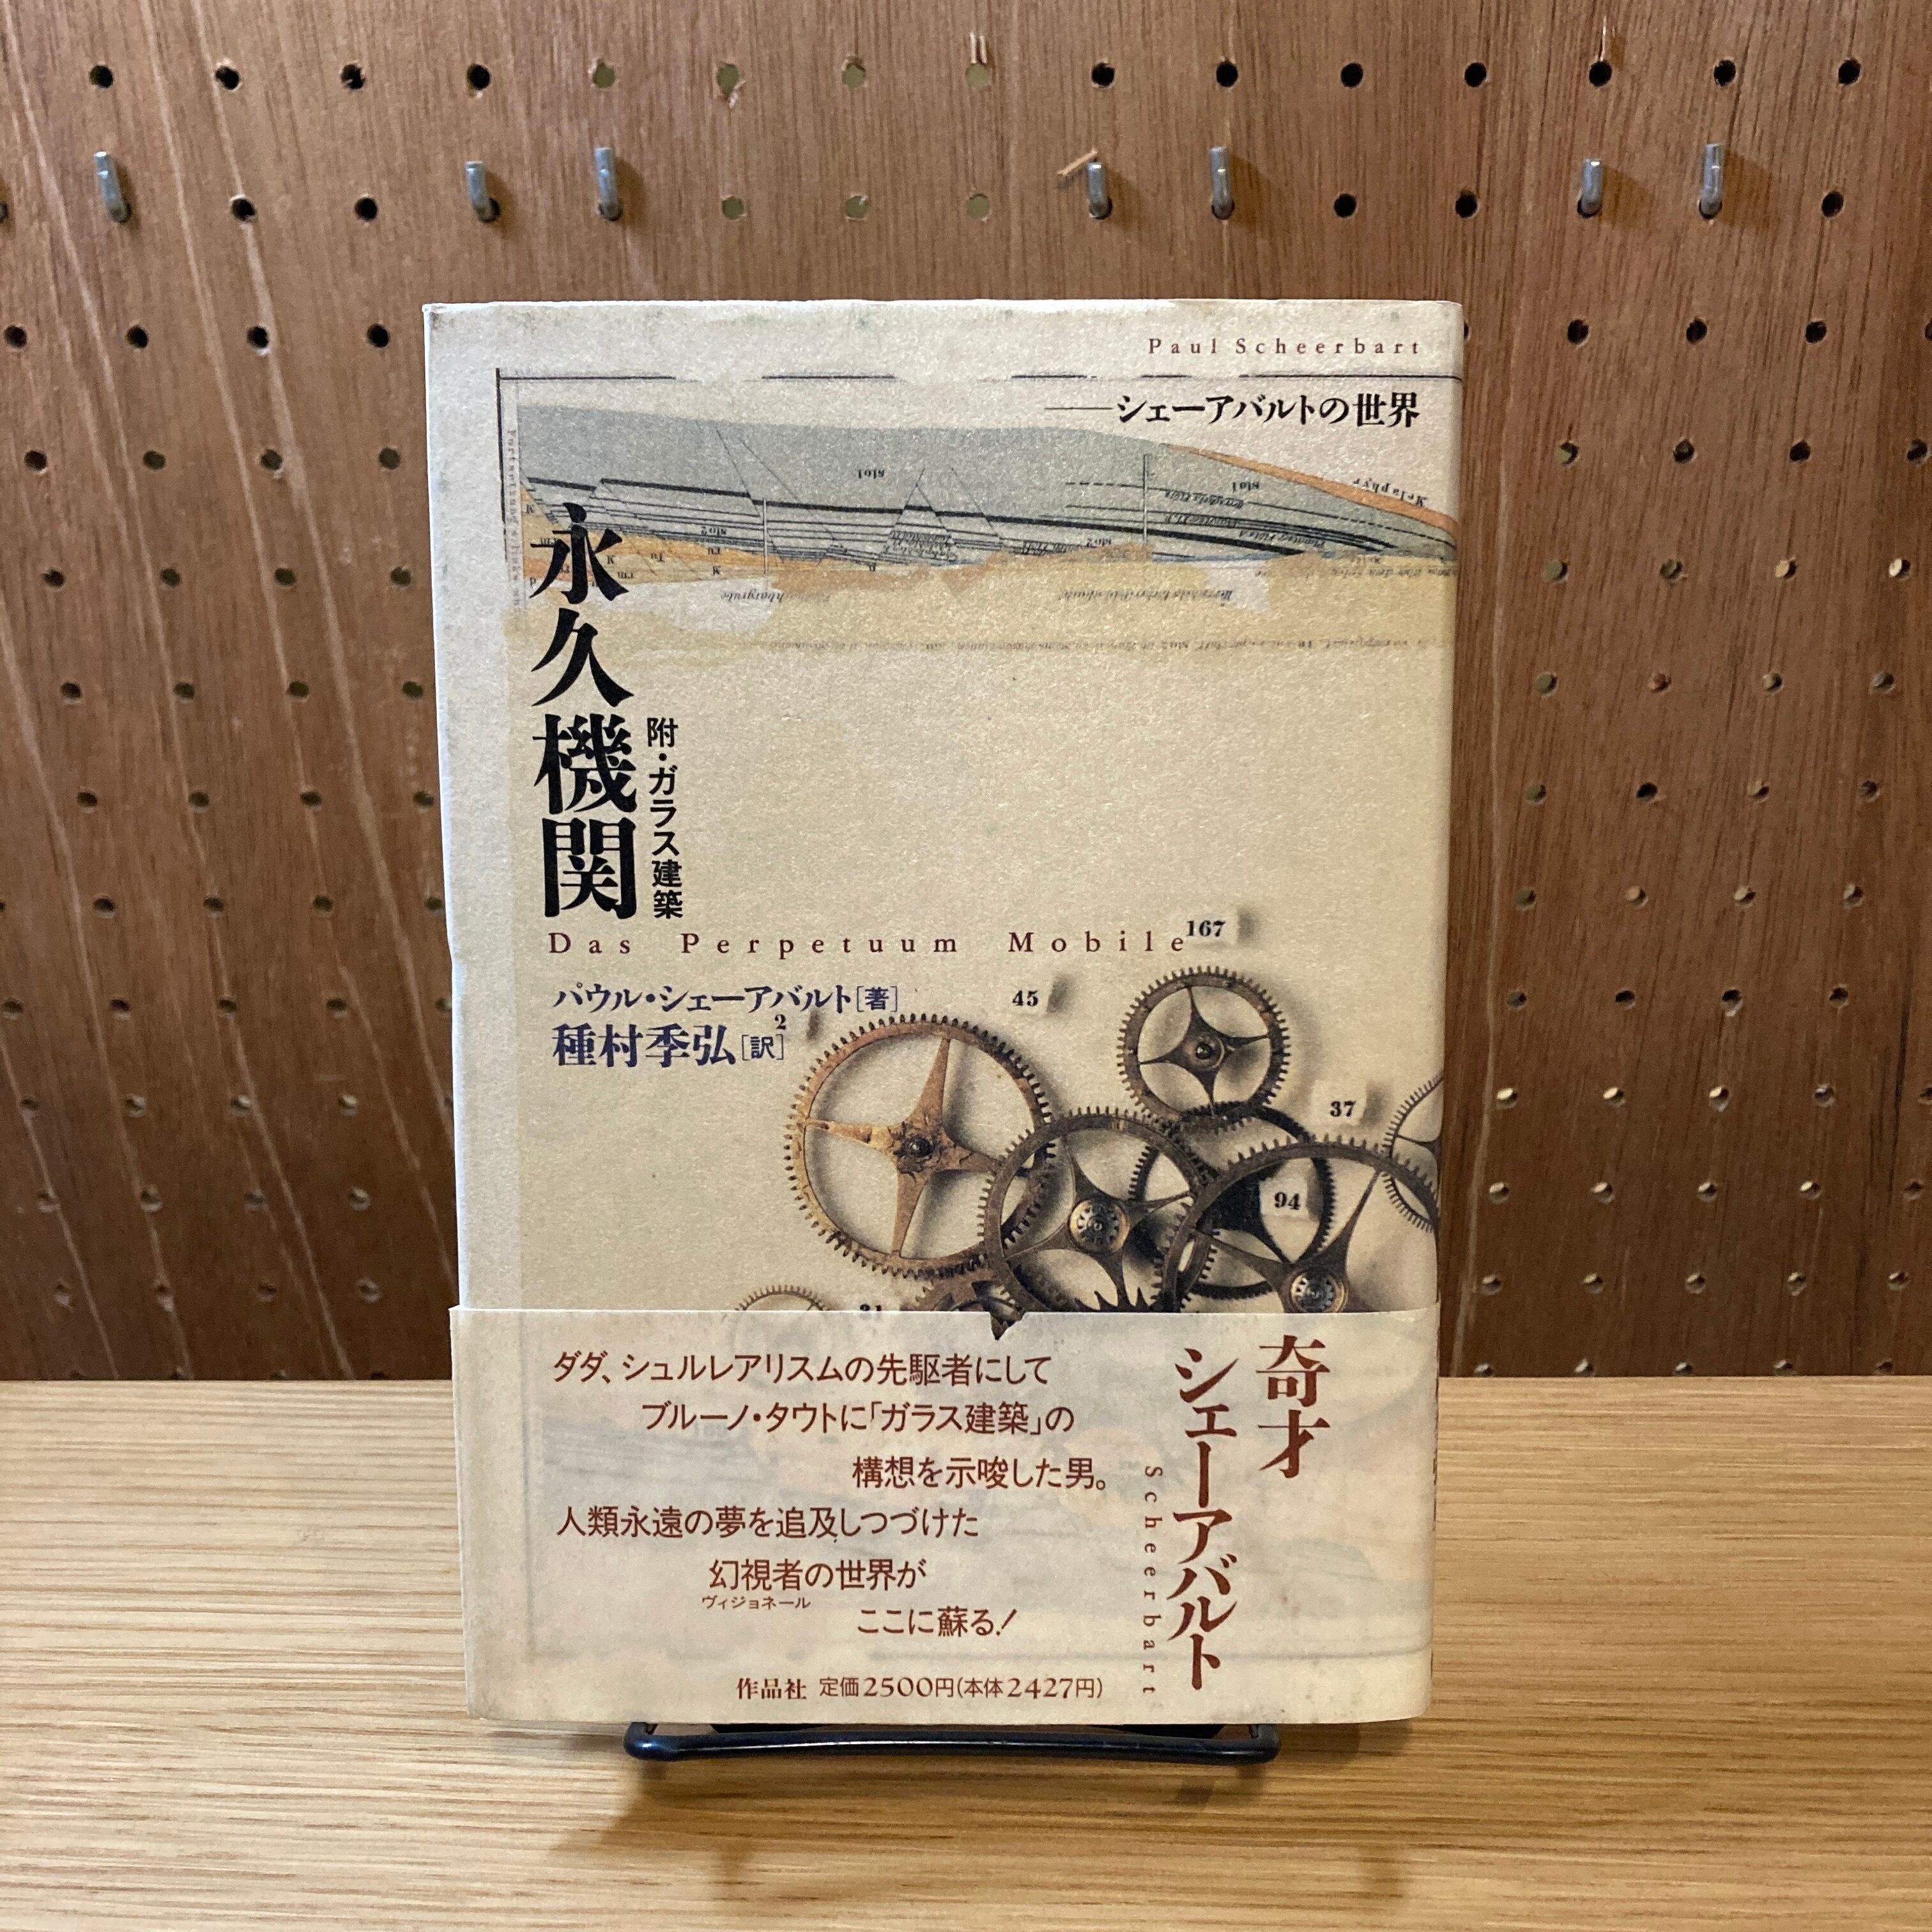 Paul Scheerbart
——シェーアバルトの世界
永久機関
附・ガラス建築
Das Perpetuum Mobile
パウル・シェーアバルト[著]
種村季弘[訳]
167
45
2
37
94
31
奇才
シェーアバルト
Scheerbart
ダダ、シュルレアリスムの先駆者にして
ブルーノ・タウトに「ガラス建築」の
構想を示唆した男。
人類永遠の夢を追及しつづけた
幻視者の世界が
ヴィジョネール
ここに蘇る!
作品社 定価2500円(本体2427円)